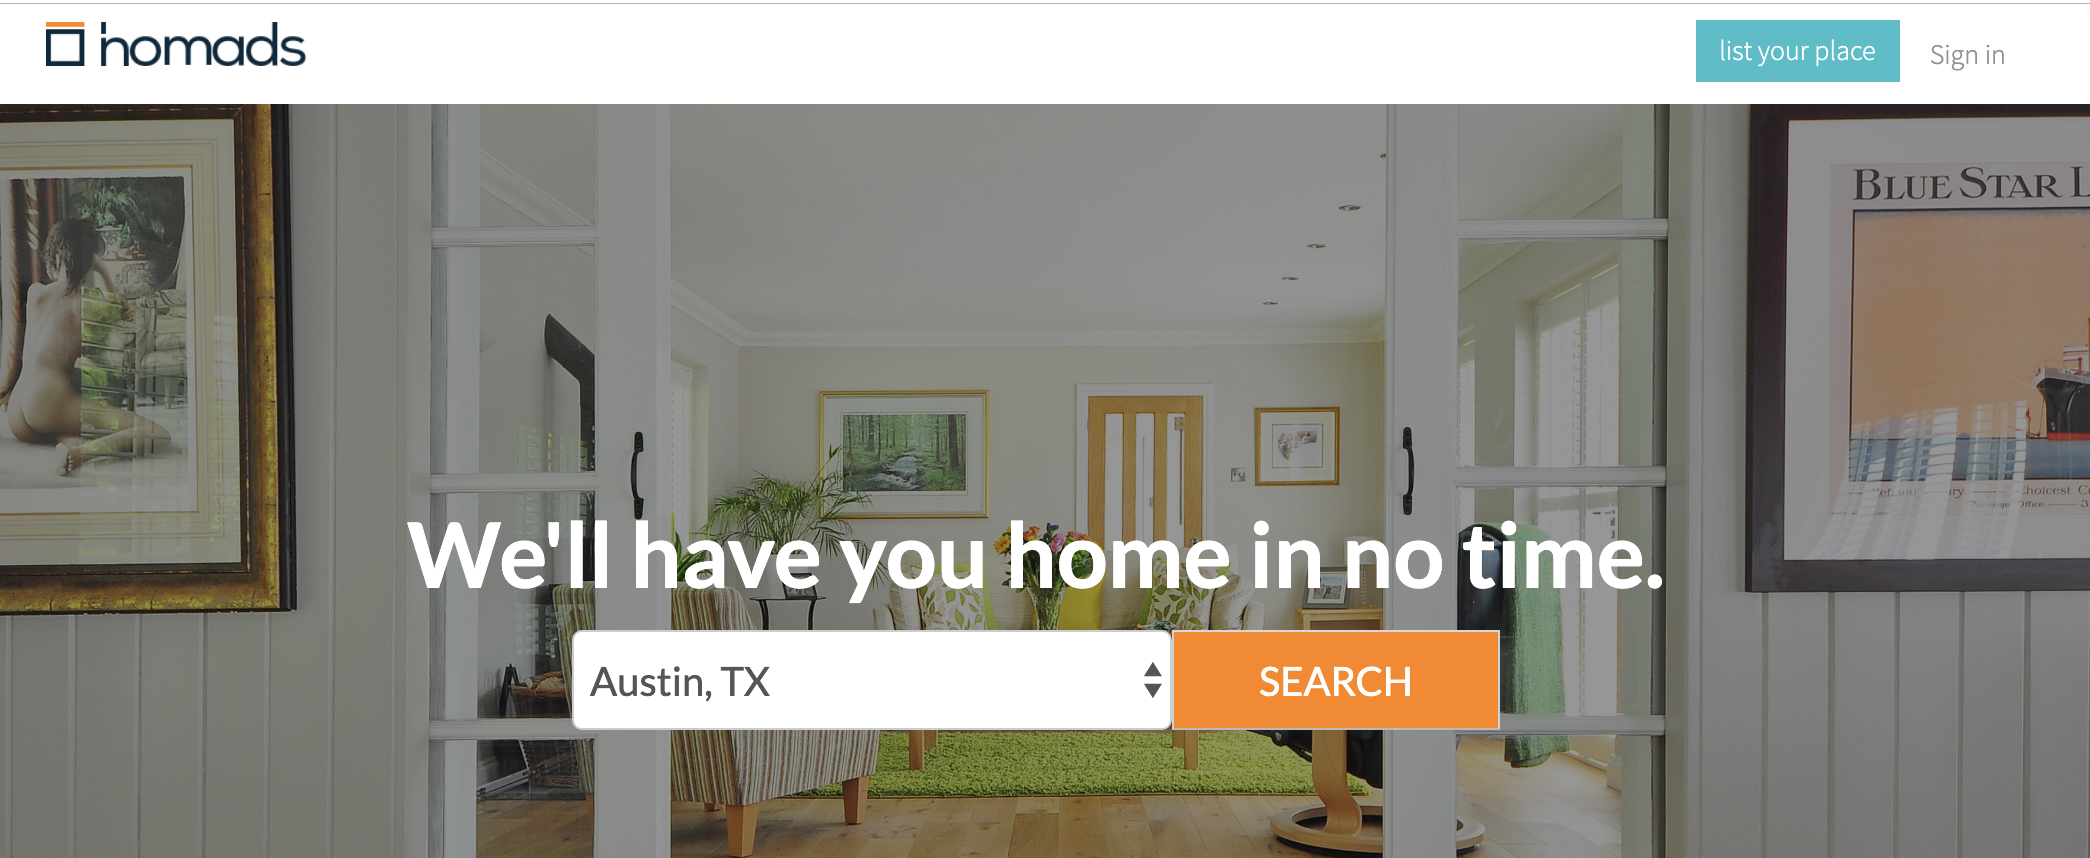 homads
list your place
Sign in
BLUE STAR L
Choicest C
We'll have you home in no time.
Austin, TX
SEARCH